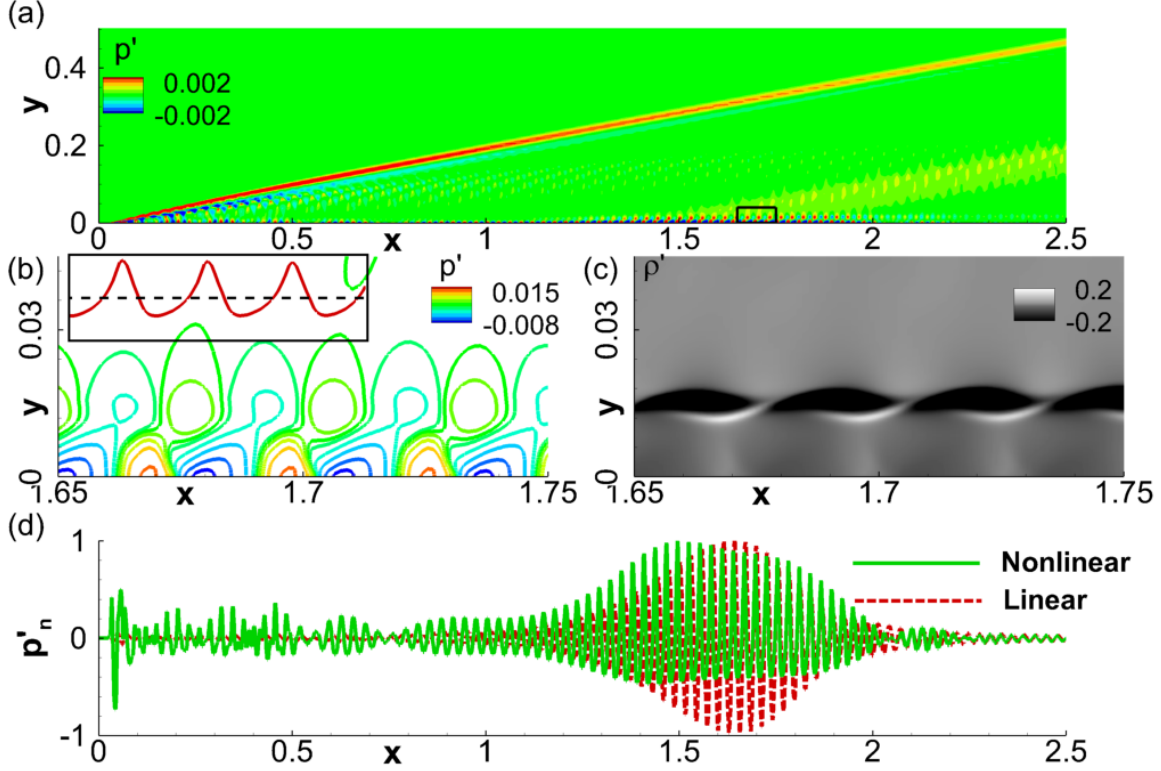 (a)
p'
0.002
-0.002
y
0.4
0.2
0
0 0.5 x 1 1.5 2 2.5
(b)
p'
0.015
-0.008
y
0.03
0
1.65 x 1.7 1.75
(c)
ρ'
0.2
-0.2
y
0.03
0
1.65 x 1.7 1.75
(d)
Nonlinear
Linear
p'n
1
0
-1
0 0.5 x 1 1.5 2 2.5